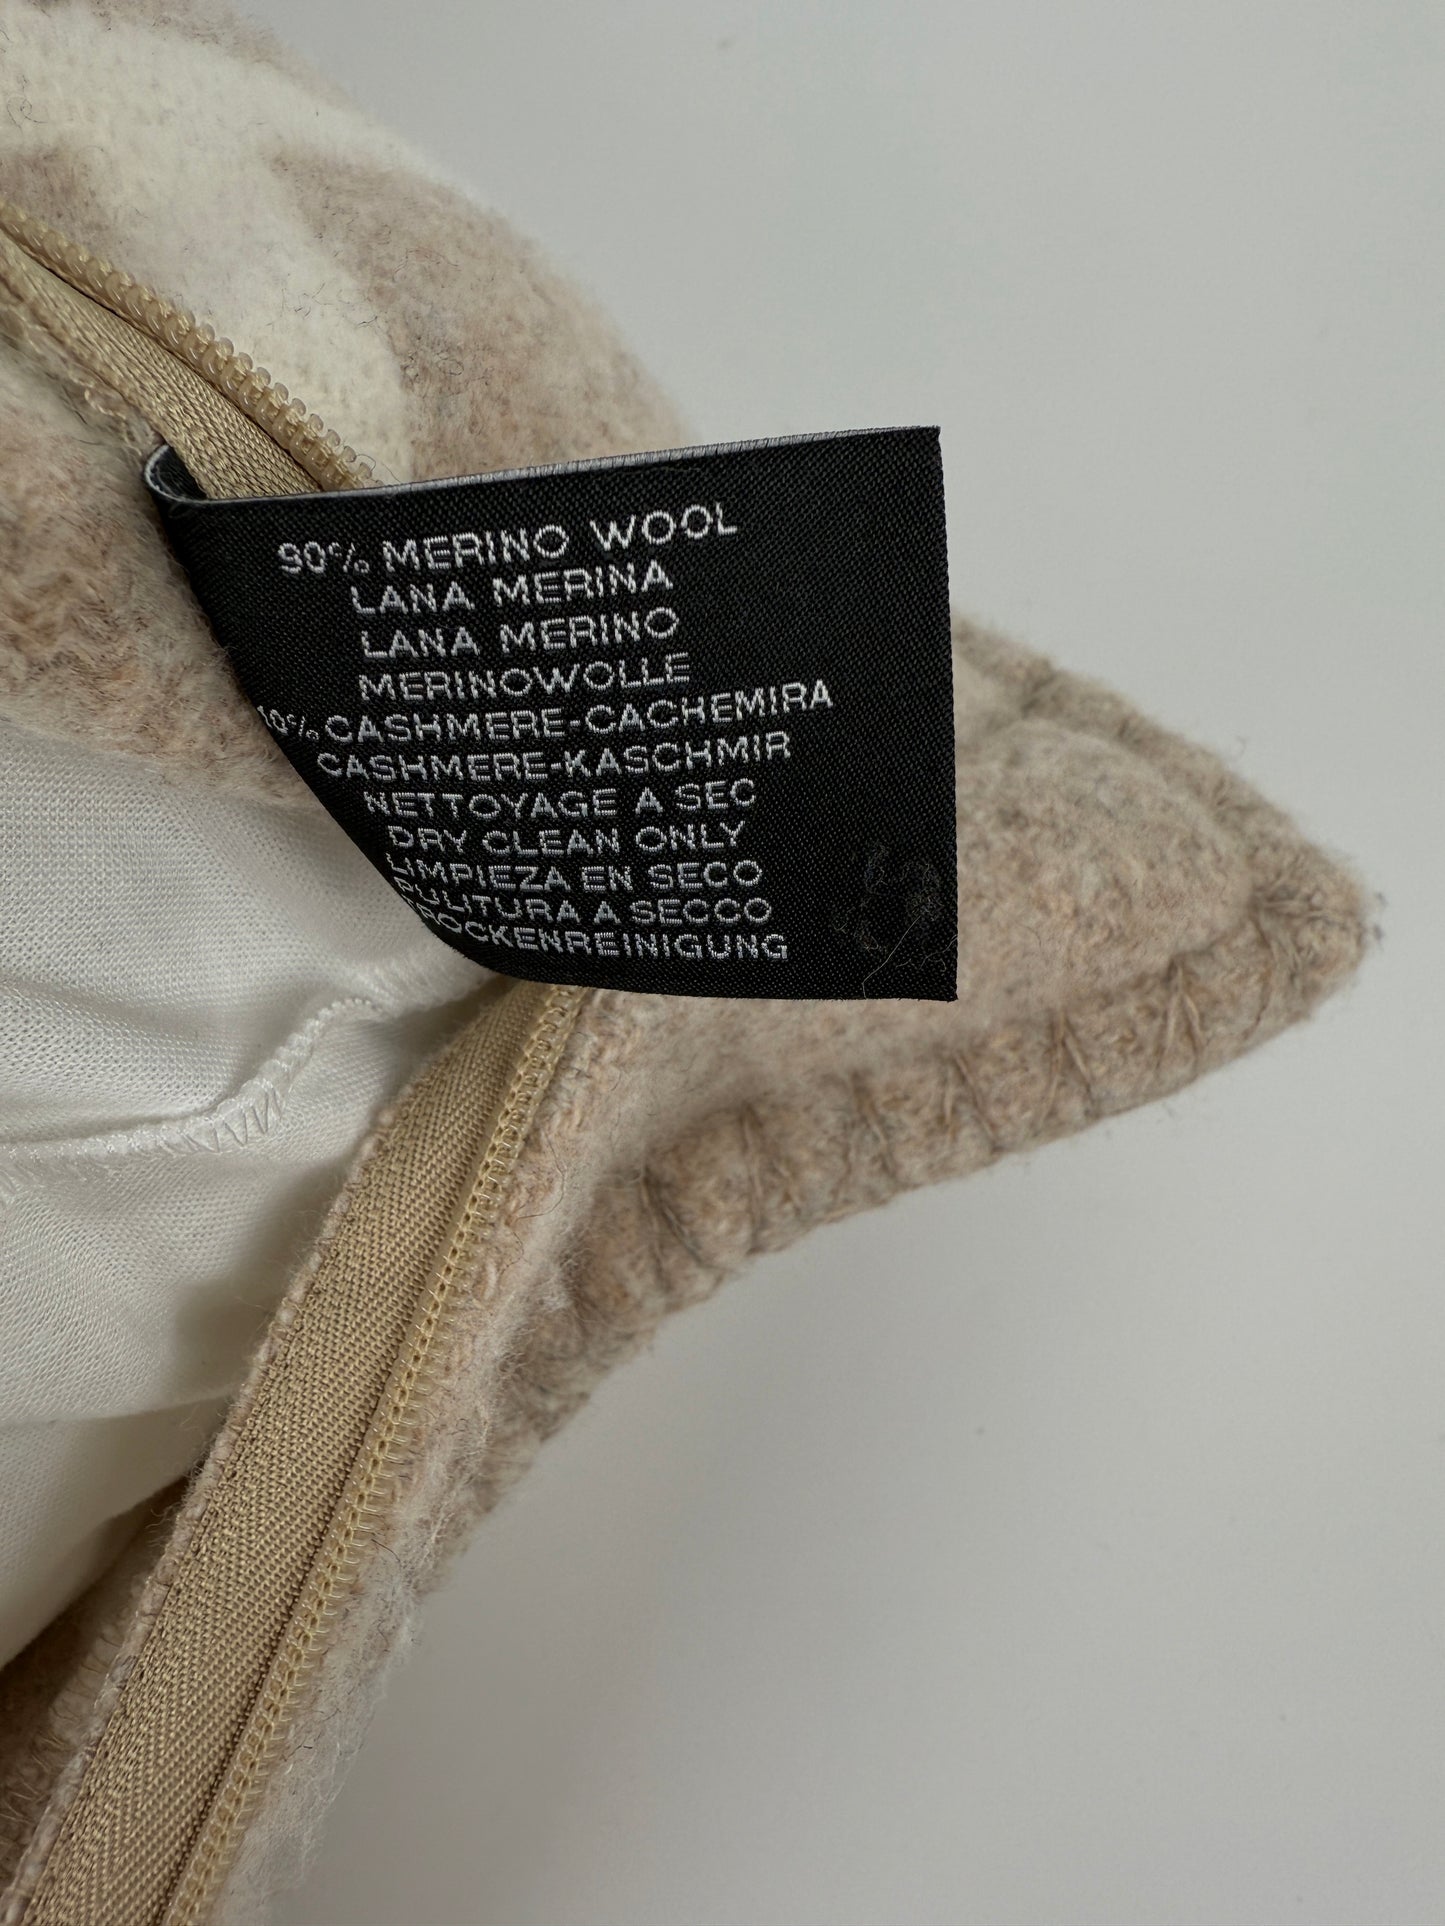 90% MERINO WOOL
LANA MERINA
LANA MERINO
MERINOWOLLE
10% CASHMERE-CACHEMIRA
CASHMERE-KASCHMIR
NETTOYAGE A SEC
DRY CLEAN ONLY
LIMPIEZA EN SECO
PULITURA A SECCO
TROCKENREINIGUNG